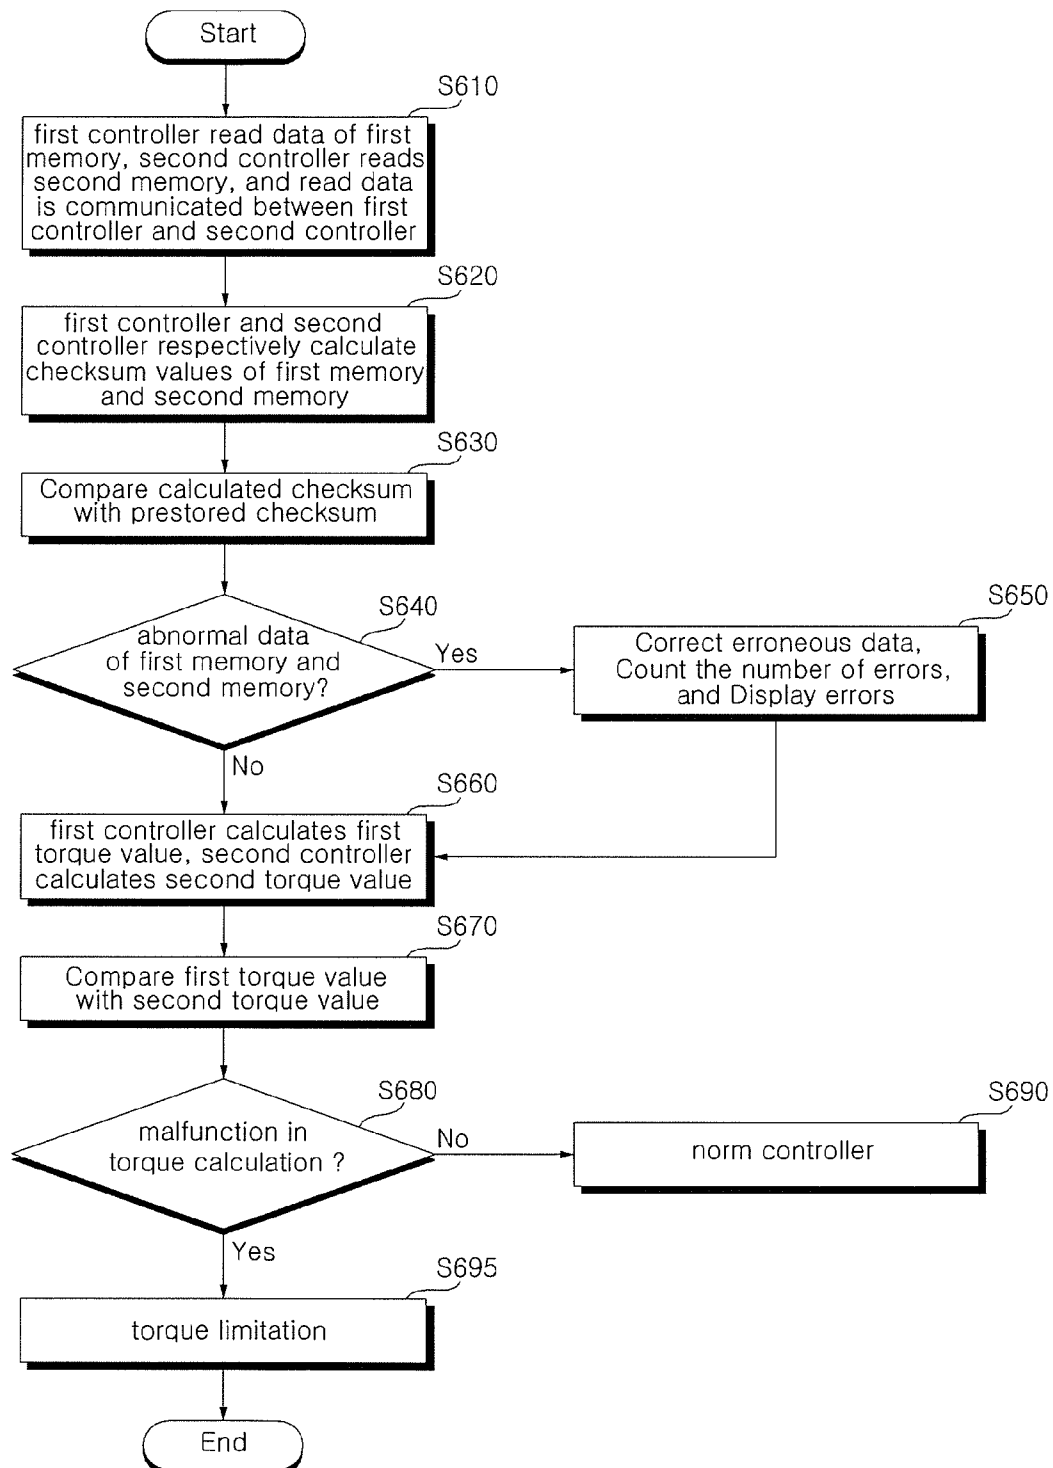 Start
S610
first controller read data of first
memory, second controller reads
second memory, and read data
is communicated between first
controller and second controller
S620
first controller and second
controller respectively calculate
checksum values of first memory
and second memory
S630
Compare calculated checksum
with prestored checksum
S640
abnormal data
of first memory and
second memory?
Yes
S650
Correct erroneous data,
Count the number of errors,
and Display errors
No
S660
first controller calculates first
torque value, second controller
calculates second torque value
S670
Compare first torque value
with second torque value
S680
malfunction in
torque calculation ?
No
S690
norm controller
Yes
S695
torque limitation
End